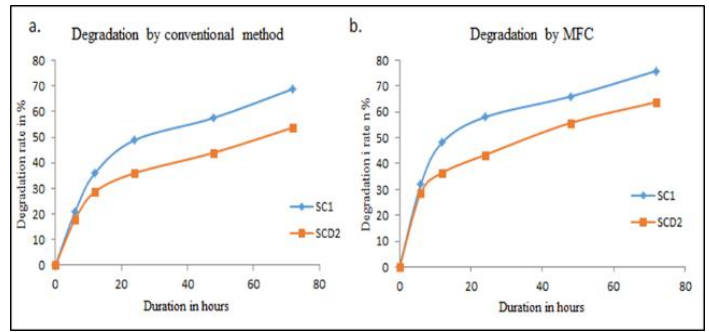 a.
Degradation by conventional method
Degradation rate in %
80
70
60
50
40
30
20
10
0
0
20
40
60
80
Duration in hours
SC1
SCD2
b.
Degradation by MFC
Degradation i rate n %
80
70
60
50
40
30
20
10
0
0
20
40
60
80
Duration in hours
SC1
SCD2